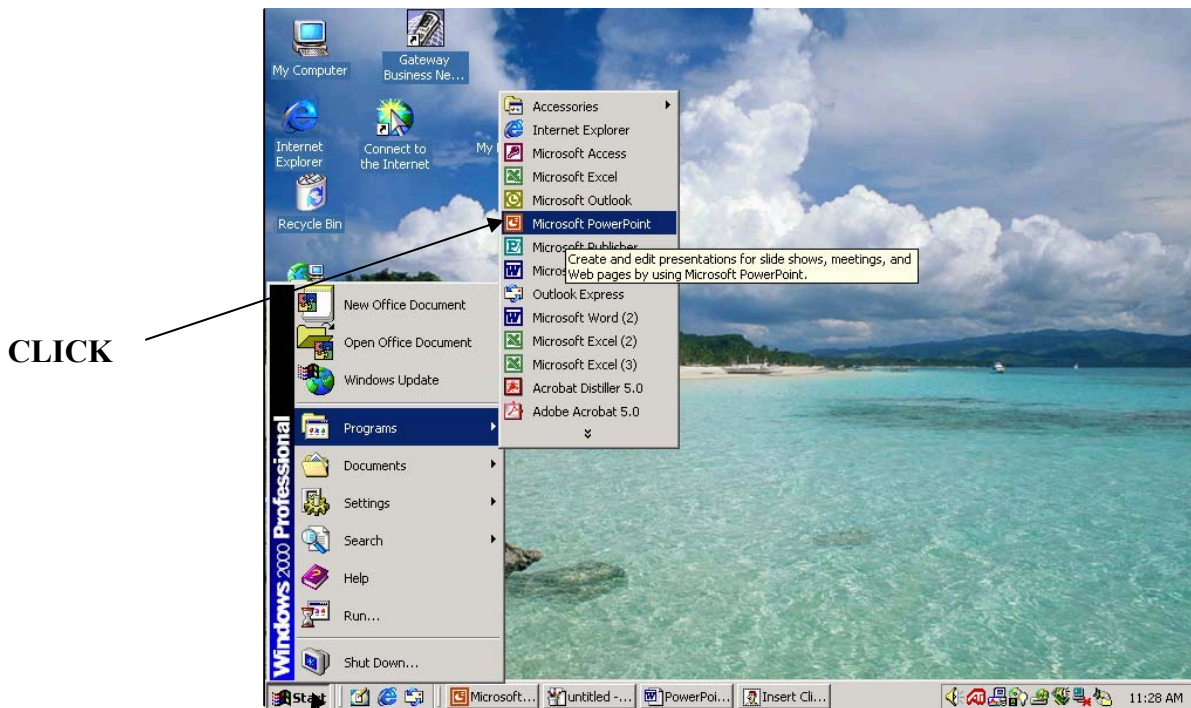 My Computer
Gateway
Business Ne...
Internet
Explorer
Connect to
the Internet
My
Recycle Bin
CLICK
Accessories
Internet Explorer
Microsoft Access
Microsoft Excel
Microsoft Outlook
Microsoft PowerPoint
Microsoft Publisher
Create and edit presentations for slide shows, meetings, and
Web pages by using Microsoft PowerPoint.
Outlook Express
Microsoft Word (2)
Microsoft Excel (2)
Microsoft Excel (3)
Acrobat Distiller 5.0
Adobe Acrobat 5.0
New Office Document
Open Office Document
Windows Update
Programs
Documents
Settings
Search
Help
Run...
Shut Down...
Windows 2000 Professional
Start
Microsoft...
untitled -...
PowerPoi...
Insert Cli...
11:28 AM